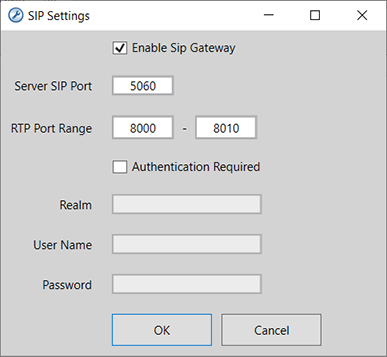 SIP Settings
Enable Sip Gateway
Server SIP Port 5060
RTP Port Range 8000 - 8010
Authentication Required
Realm
User Name
Password
OK Cancel